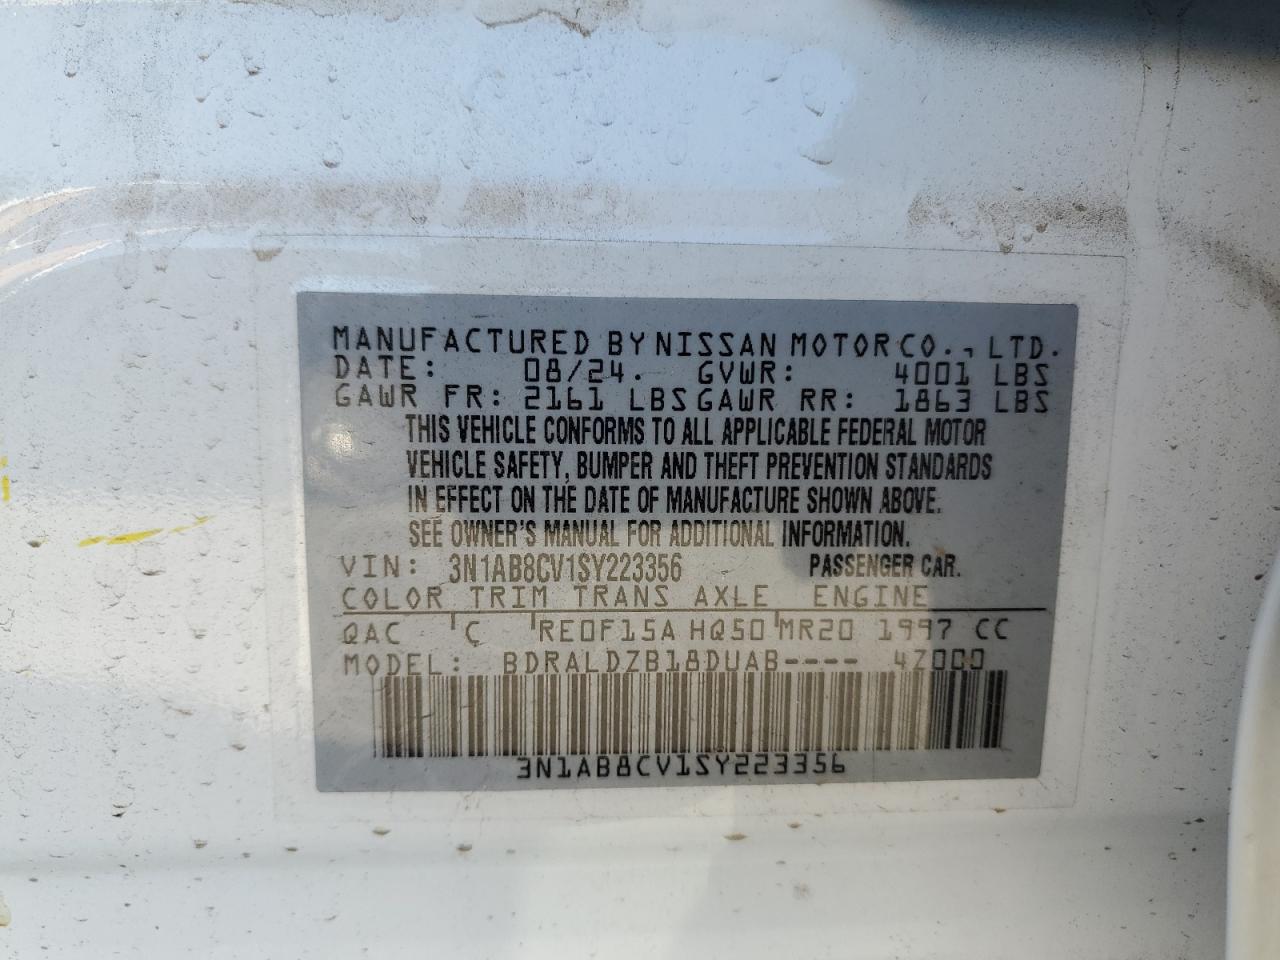 MANUFACTURED BY NISSAN MOTOR CO., LTD.
DATE: 08/24. GVWR: 4001 LBS
GAWR FR: 2161 LBS GAWR RR: 1863 LBS
THIS VEHICLE CONFORMS TO ALL APPLICABLE FEDERAL MOTOR
VEHICLE SAFETY, BUMPER AND THEFT PREVENTION STANDARDS
IN EFFECT ON THE DATE OF MANUFACTURE SHOWN ABOVE.
SEE OWNER'S MANUAL FOR ADDITIONAL INFORMATION.
VIN: 3N1AB8CV1SY223356 PASSENGER CAR.
COLOR TRIM TRANS AXLE ENGINE
QAC C RE0F15A HQ50 MR20 1997 CC
MODEL: BDRALDZB18DUAB---- 4Z000
3N1AB8CV1SY223356